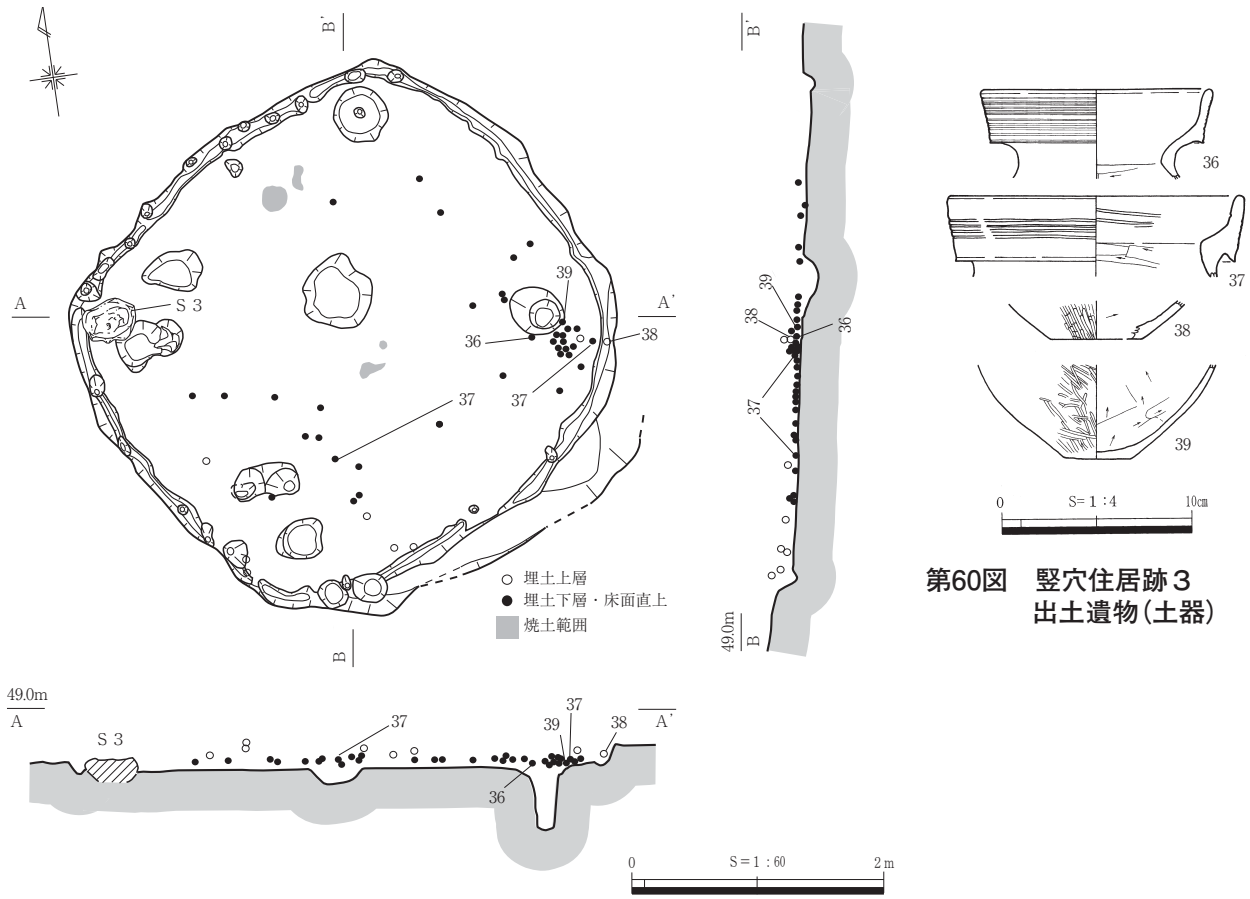 B'
A
A'
S 3
39
36
38
37
37
B
○ 埋土上層
● 埋土下層・床面直上
焼土範囲
B'
39
38
36
37
49.0m
B
36
37
38
39
0 S=1:4 10cm
第60図 竪穴住居跡３
出土遺物（土器）
49.0m
A
A'
S 3
37
39
37
38
36
0 S=1:60 2m